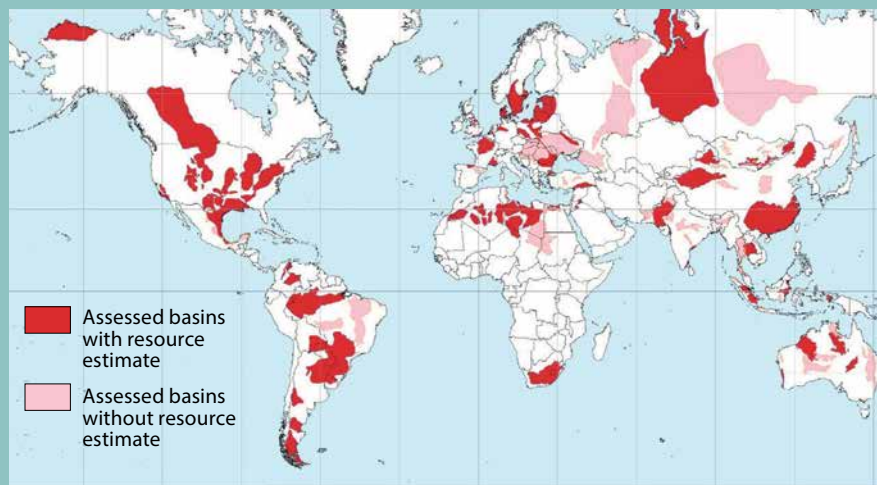 Assessed basins
with resource
estimate
Assessed basins
without resource
estimate